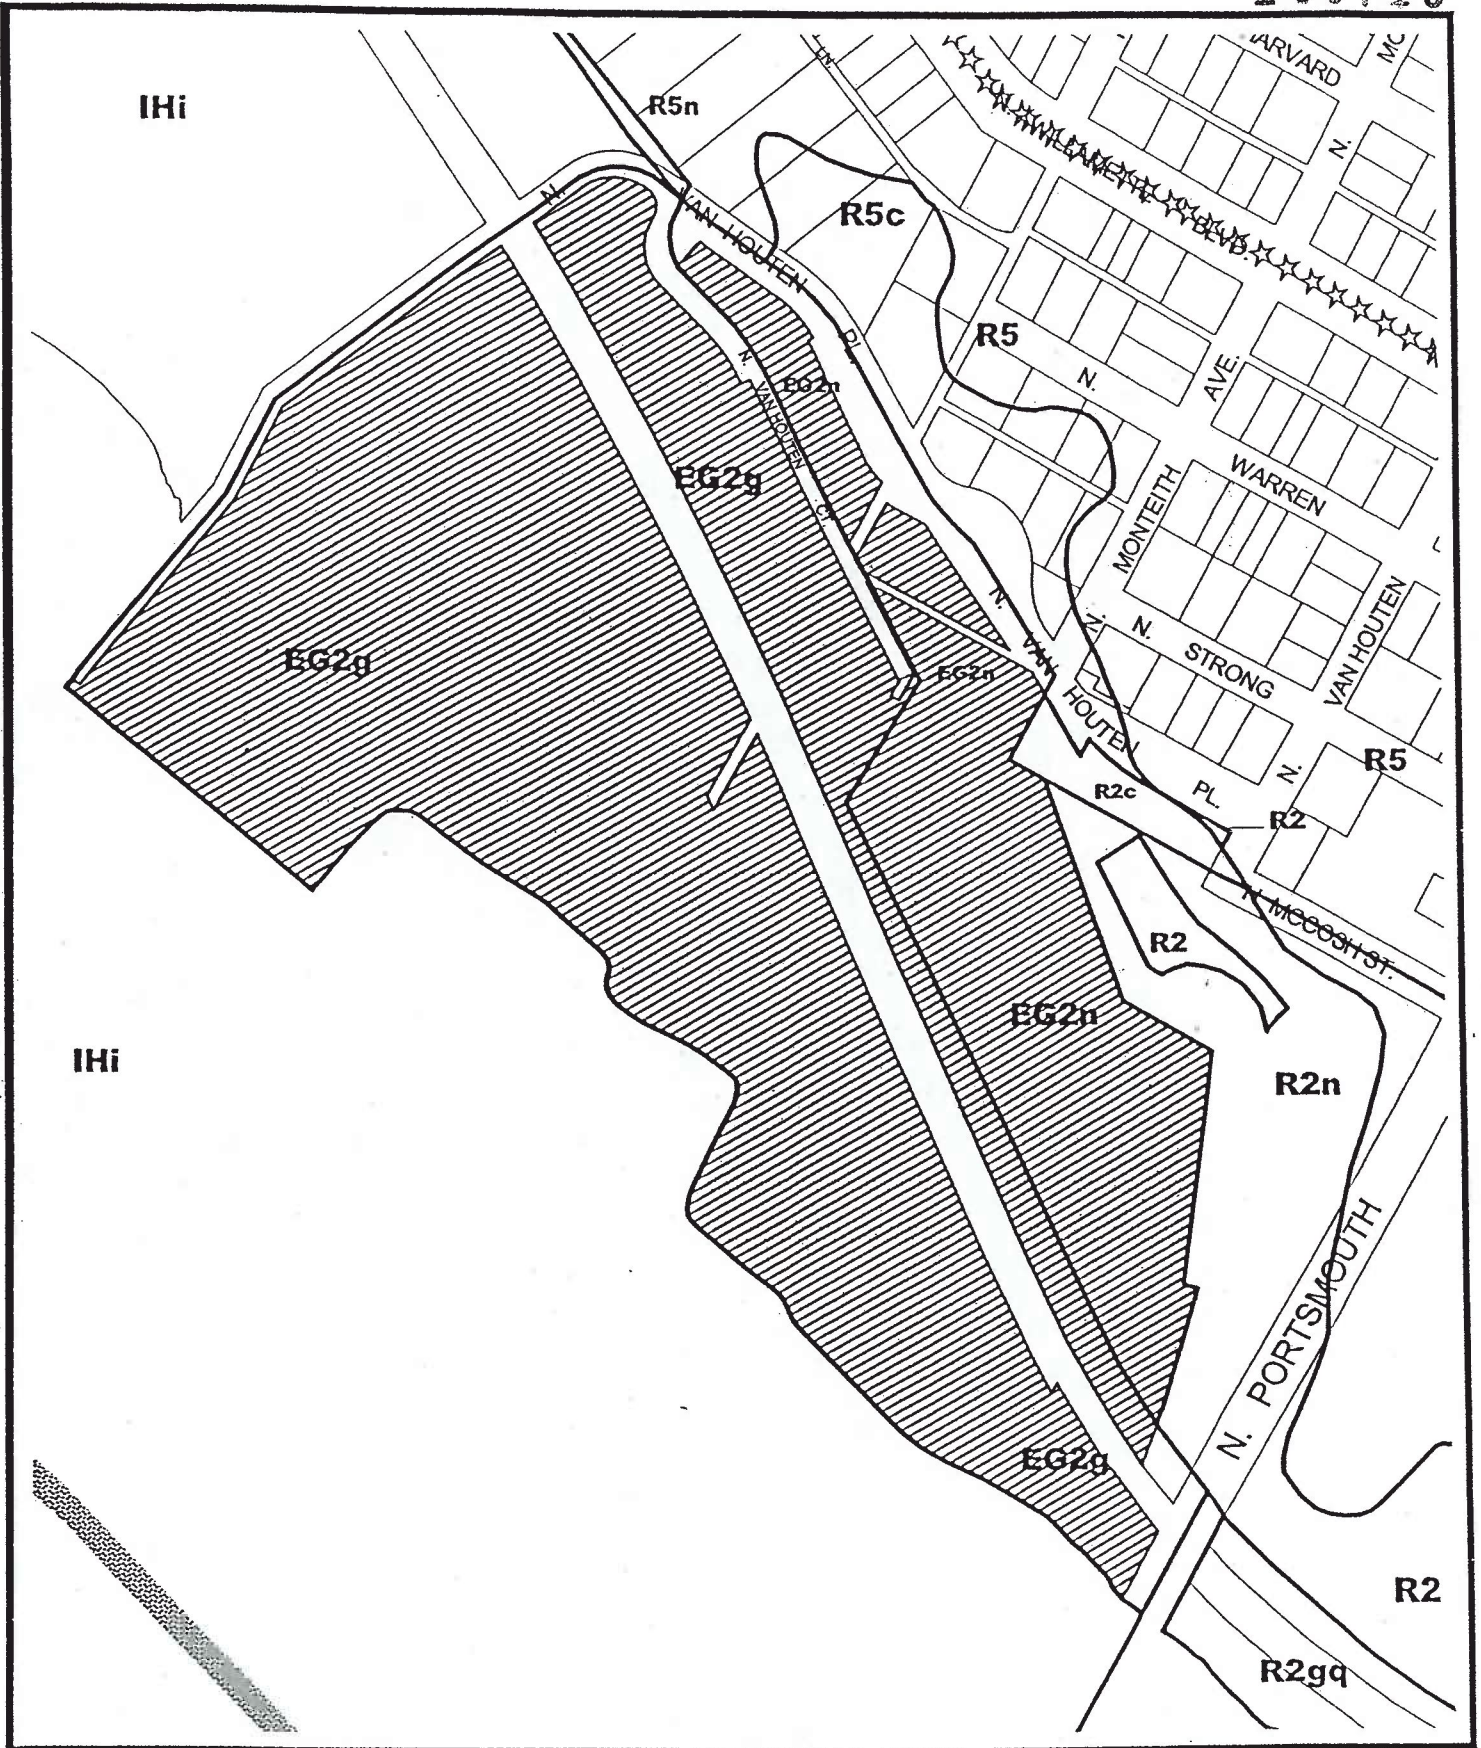 IHi
R5n
LN.
HARVARD
N.
N. WILLAMETTE BLVD.
R5c
N. VAN HOUTEN PL.
R5
N. WARREN
AVE.
EG2n
N. VAN HOUTEN CT.
EG2g
N. MONTEITH
N. STRONG
N. VAN HOUTEN
EG2g
EG2n
N. VAN HOUTEN PL.
R5
R2c
R2
N MCCOSH ST.
R2
EG2n
IHi
R2n
N. PORTSMOUTH
EG2g
R2
R2gq